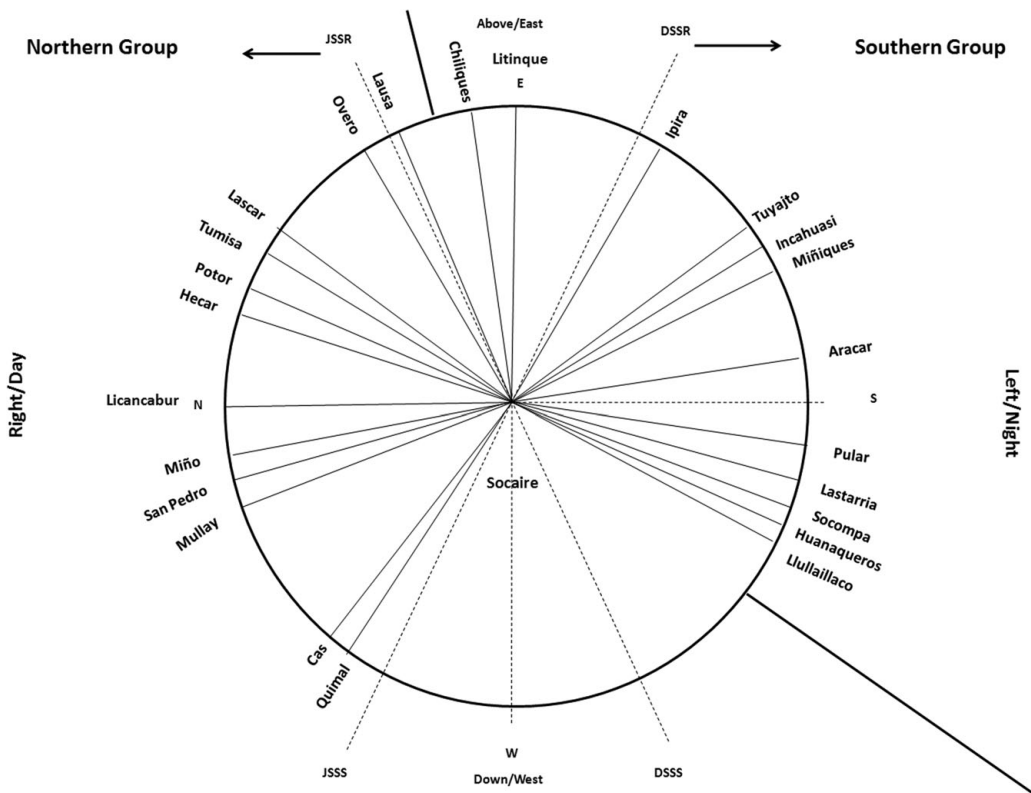 Above/East
Northern Group
JSSR
DSSR
Southern Group
Chiliques
Litinque
E
Lausa
Overo
Ipira
Lascar
Tumisa
Potor
Hecar
Tuyajto
Incahuasi
Miñiques
Aracar
Right/Day
Licancabur
N
S
Left/Night
Miño
San Pedro
Mullay
Socaire
Pular
Lastarria
Socompa
Huanaqueros
Llullaillaco
Cas
Quimal
JSSS
W
Down/West
DSSS